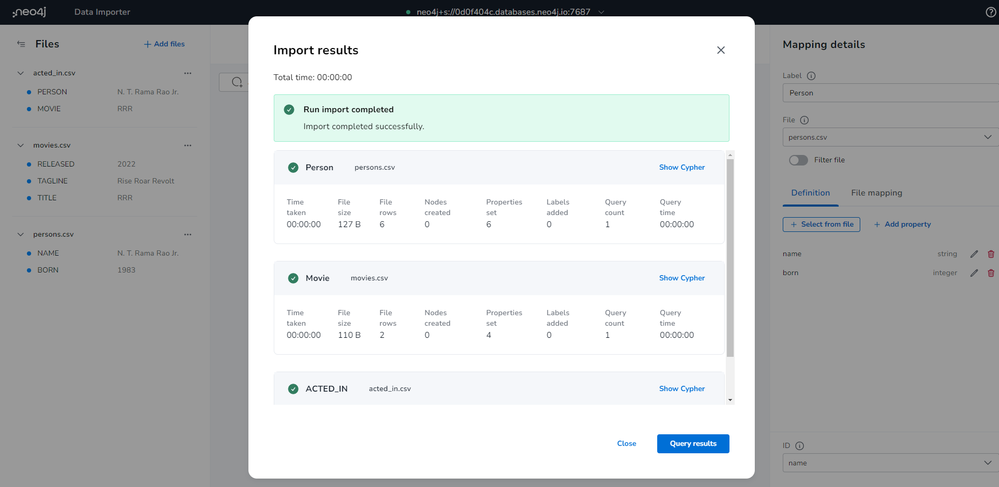 neo4j
Data Importer
neo4j+s://0d0f404c.databases.neo4j.io:7687
Files
+ Add files
acted_in.csv
PERSON N. T. Rama Rao Jr.
MOVIE RRR
movies.csv
RELEASED 2022
TAGLINE Rise Roar Revolt
TITLE RRR
persons.csv
NAME N. T. Rama Rao Jr.
BORN 1983
Import results
Total time: 00:00:00
Run import completed
Import completed successfully.
Person persons.csv Show Cypher
Time taken File size File rows Nodes created Properties set Labels added Query count Query time
00:00:00 127 B 6 0 6 0 1 00:00:00
Movie movies.csv Show Cypher
Time taken File size File rows Nodes created Properties set Labels added Query count Query time
00:00:00 110 B 2 0 4 0 1 00:00:00
ACTED_IN acted_in.csv Show Cypher
Close
Query results
Mapping details
Label
Person
File
persons.csv
Filter file
Definition File mapping
+ Select from file + Add property
name string
born integer
ID
name